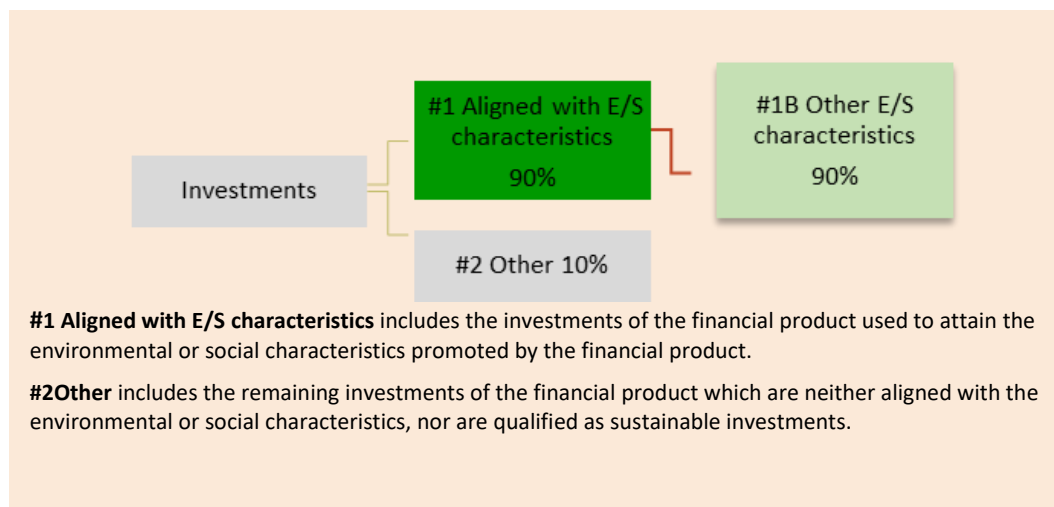 #1 Aligned with E/S
characteristics
90%
#1B Other E/S
characteristics
90%
Investments
#2 Other 10%
#1 Aligned with E/S characteristics includes the investments of the financial product used to attain the
environmental or social characteristics promoted by the financial product.
#2Other includes the remaining investments of the financial product which are neither aligned with the
environmental or social characteristics, nor are qualified as sustainable investments.